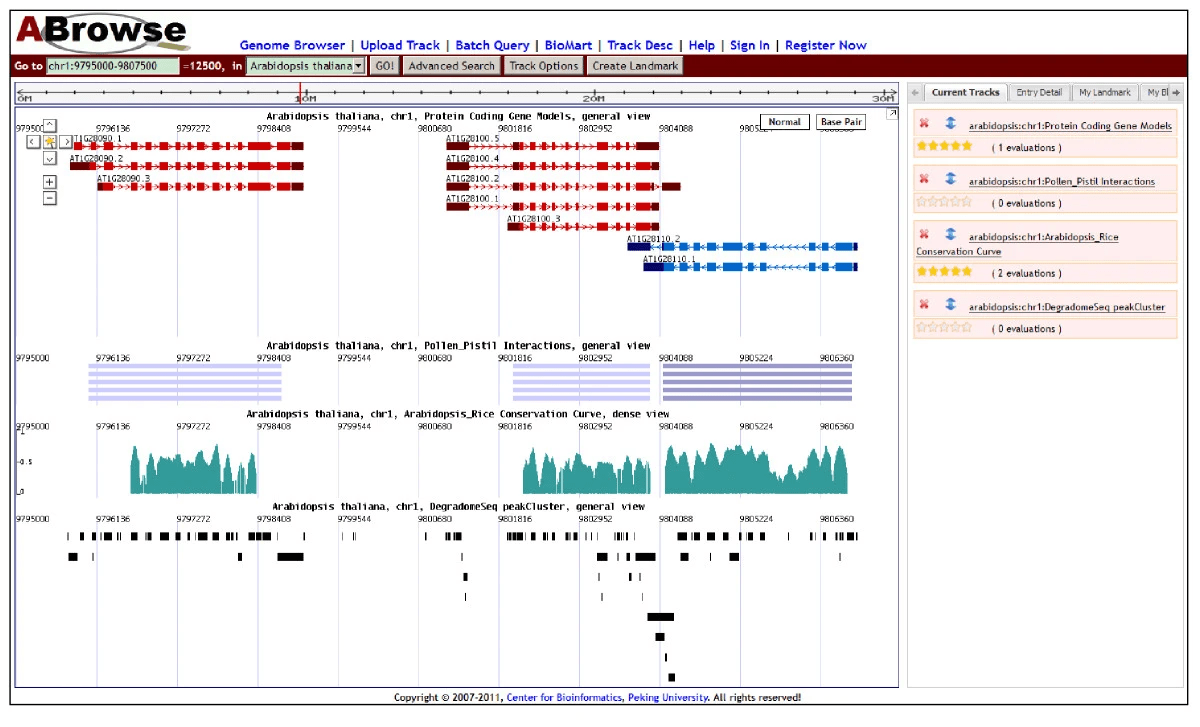 ABrowse
Genome Browser | Upload Track | Batch Query | BioMart | Track Desc | Help | Sign In | Register Now
Go to chr1:9795000-9807500 =12500, in Arabidopsis thaliana GO! Advanced Search Track Options Create Landmark
0M 10M 20M 30M
Arabidopsis thaliana, chr1, Protein Coding Gene Models, general view
Normal Base Pair
979500 9796136 9797272 9798408 9799544 9800680 9801816 9802952 9804088 9805224 9806360
T1G28090.1 AT1G28100.5
AT1G28090.2 AT1G28100.4
AT1G28090.3 AT1G28100.2
AT1G28100.1
AT1G28100.3
AT1G28110.2
AT1G28110.1
Arabidopsis thaliana, chr1, Pollen_Pistil Interactions, general view
9795000 9796136 9797272 9798408 9799544 9800680 9801816 9802952 9804088 9805224 9806360
Arabidopsis thaliana, chr1, Arabidopsis_Rice Conservation Curve, dense view
9795000 9796136 9797272 9798408 9799544 9800680 9801816 9802952 9804088 9805224 9806360
1
0.5
0
Arabidopsis thaliana, chr1, DegradomeSeq peakCluster, general view
9795000 9796136 9797272 9798408 9799544 9800680 9801816 9802952 9804088 9805224 9806360
Current Tracks Entry Detail My Landmark My Bl
arabidopsis:chr1:Protein Coding Gene Models
( 1 evaluations )
arabidopsis:chr1:Pollen_Pistil Interactions
( 0 evaluations )
arabidopsis:chr1:Arabidopsis_Rice
Conservation Curve
( 2 evaluations )
arabidopsis:chr1:DegradomeSeq peakCluster
( 0 evaluations )
Copyright © 2007-2011, Center for Bioinformatics, Peking University. All rights reserved!